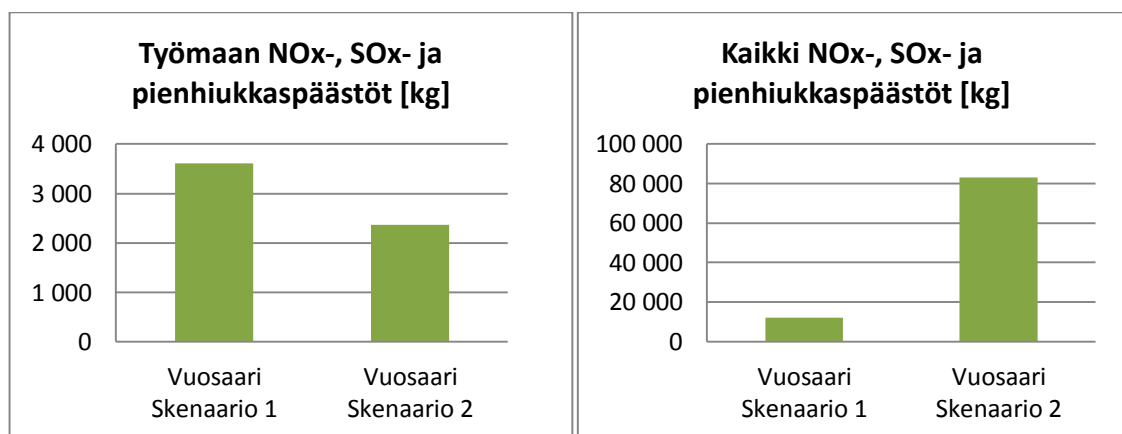 Työmaan NOx-, SOx- ja
pienhiukkaspäästöt [kg]
4 000
3 000
2 000
1 000
0
Vuosaari
Skenaario 1
Vuosaari
Skenaario 2
Kaikki NOx-, SOx- ja
pienhiukkaspäästöt [kg]
100 000
80 000
60 000
40 000
20 000
0
Vuosaari
Skenaario 1
Vuosaari
Skenaario 2